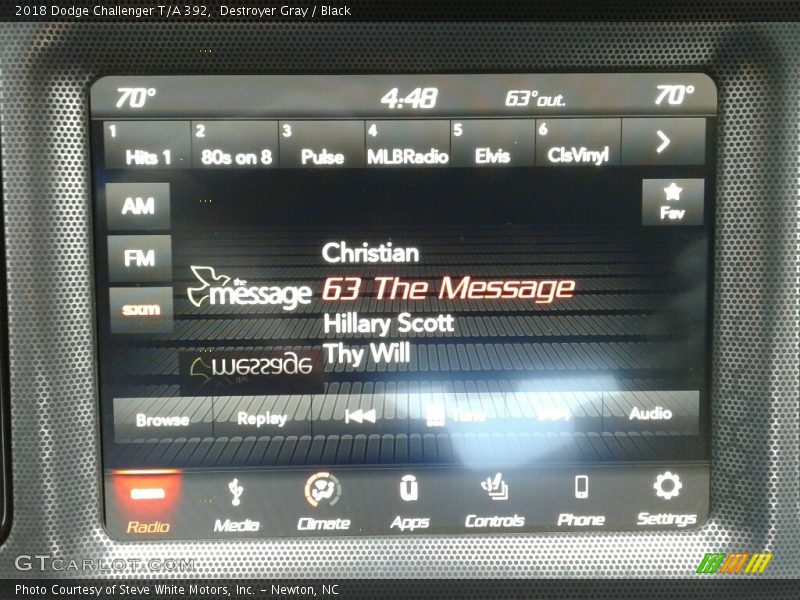 2018 Dodge Challenger T/A 392,  Destroyer Gray / Black
70° 4:48 63°out. 70°
1 2 3 4 5 6
Hits 1 80s on 8 Pulse MLBRadio Elvis ClsVinyl
AM
Fav
FM
Christian
the message
63 The Message
sxm
Hillary Scott
Thy Will
message
Browse Replay Tune Audio
Radio Media Climate Apps Controls Phone Settings
GTCARLOT.COM
Photo Courtesy of Steve White Motors, Inc. – Newton, NC